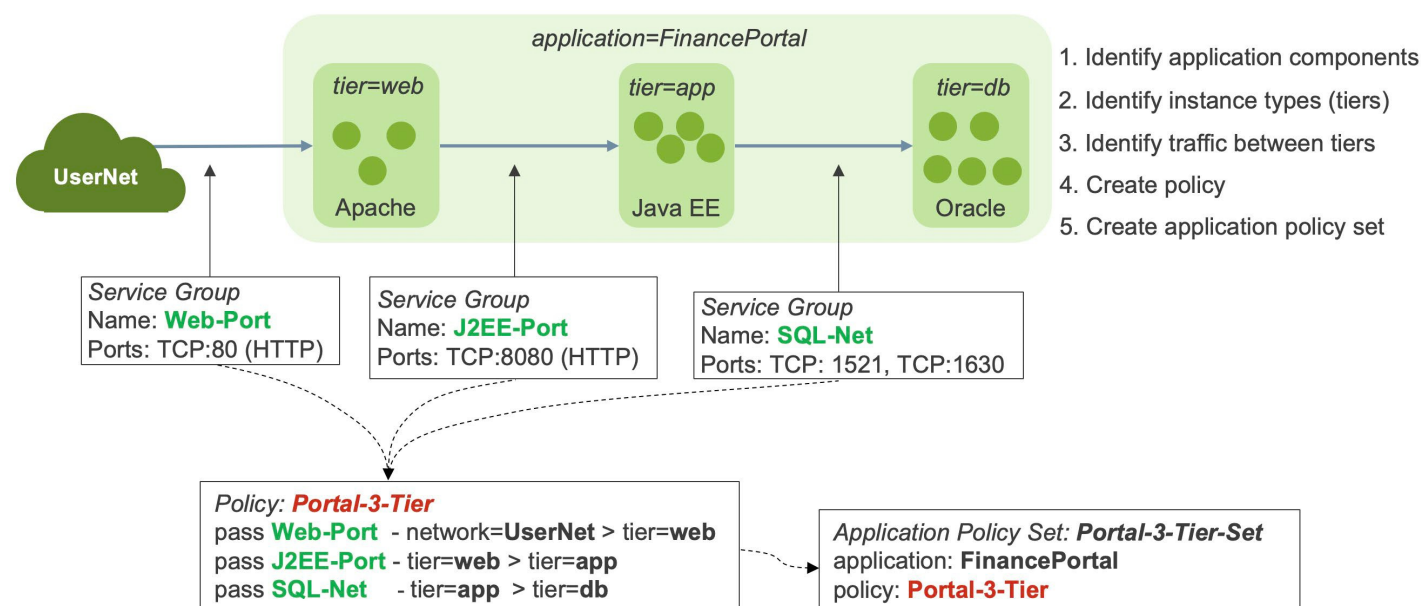 application=FinancePortal
tier=web
tier=app
tier=db
UserNet
Apache
Java EE
Oracle
1. Identify application components
2. Identify instance types (tiers)
3. Identify traffic between tiers
4. Create policy
5. Create application policy set
Service Group
Name: Web-Port
Ports: TCP:80 (HTTP)
Service Group
Name: J2EE-Port
Ports: TCP:8080 (HTTP)
Service Group
Name: SQL-Net
Ports: TCP: 1521, TCP:1630
Policy: Portal-3-Tier
pass Web-Port - network=UserNet > tier=web
pass J2EE-Port - tier=web > tier=app
pass SQL-Net - tier=app > tier=db
Application Policy Set: Portal-3-Tier-Set
application: FinancePortal
policy: Portal-3-Tier